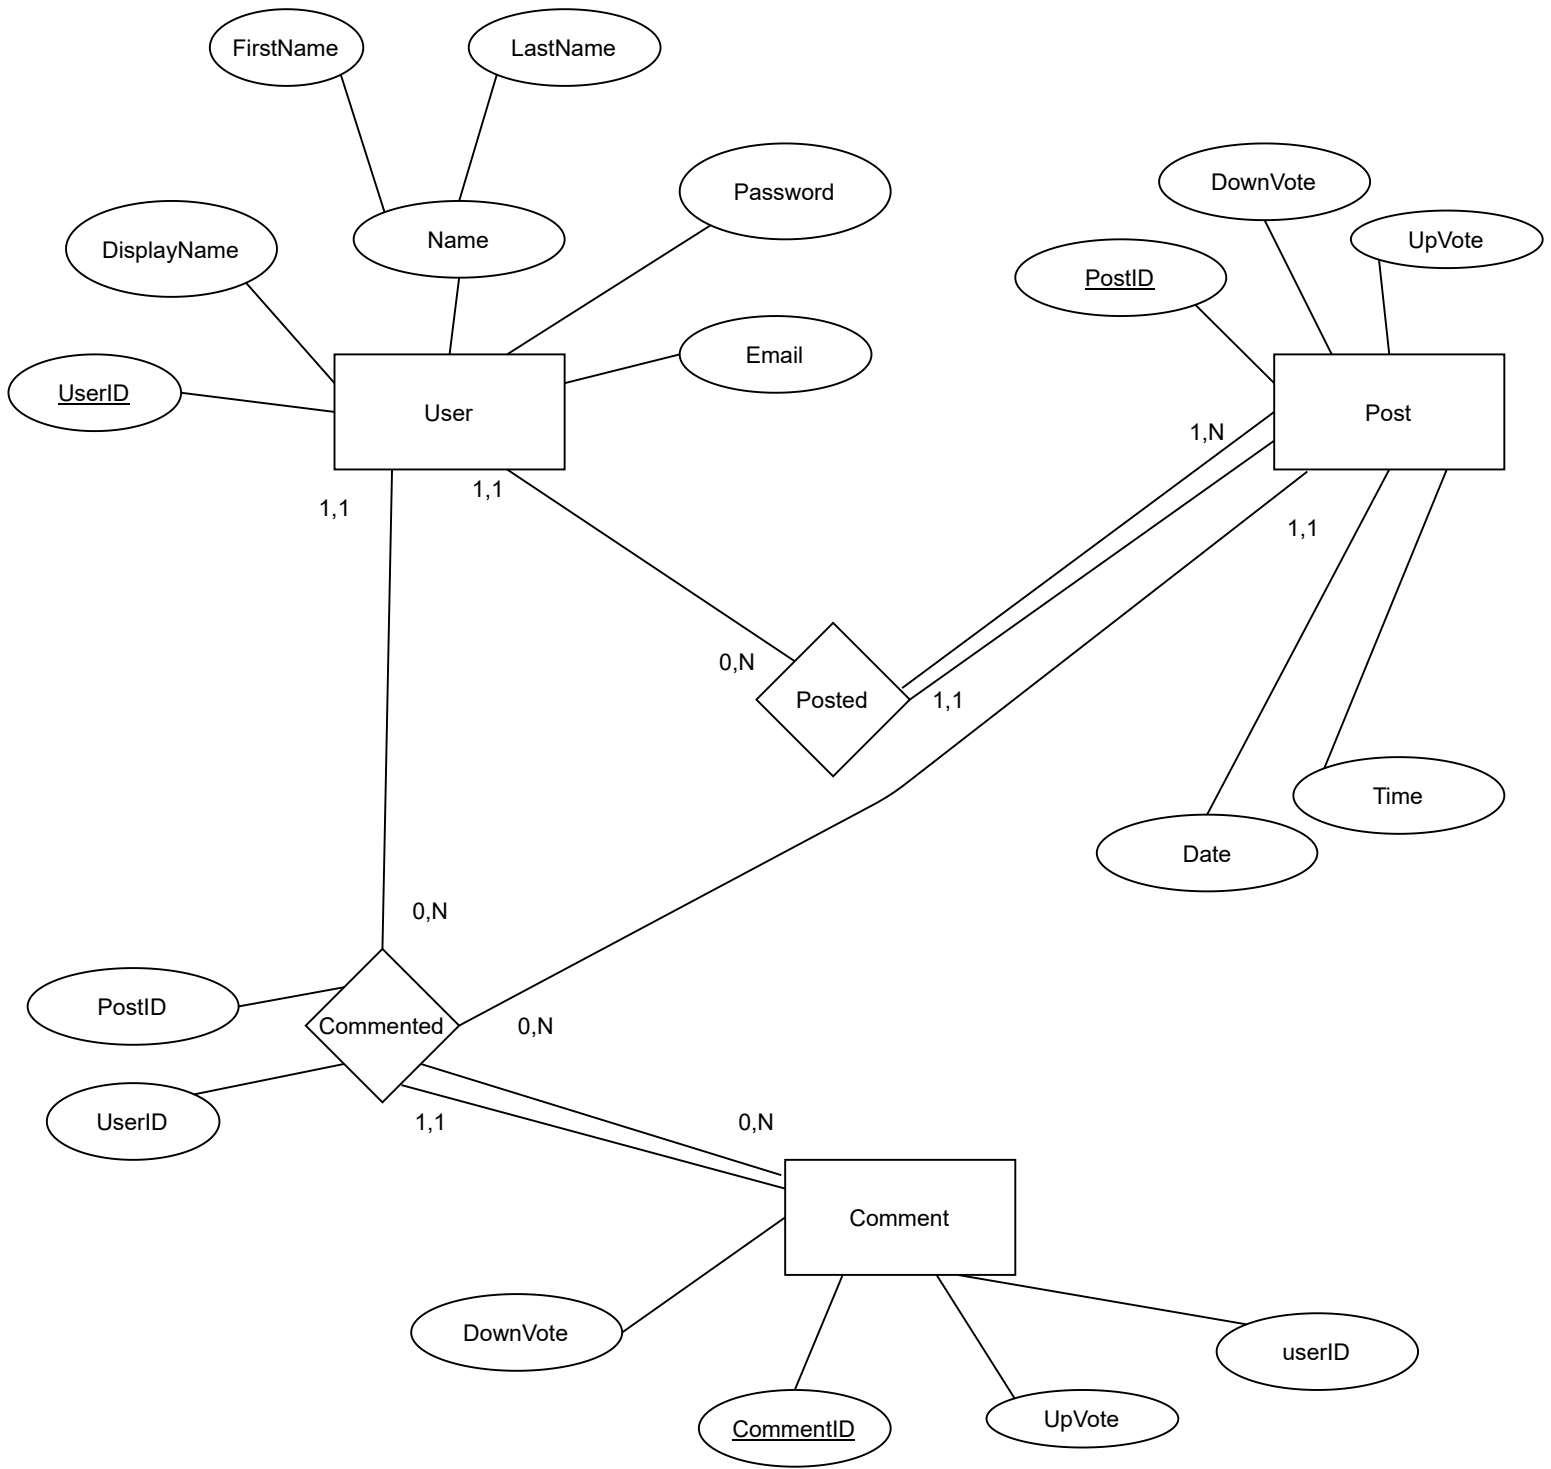 FirstName
LastName
Password
DownVote
UpVote
Name
DisplayName
PostID
Email
UserID
User
Post
1,N
1,1
1,1
1,1
0,N
Posted
1,1
Time
Date
0,N
PostID
Commented
0,N
UserID
1,1
0,N
Comment
DownVote
userID
UpVote
CommentID